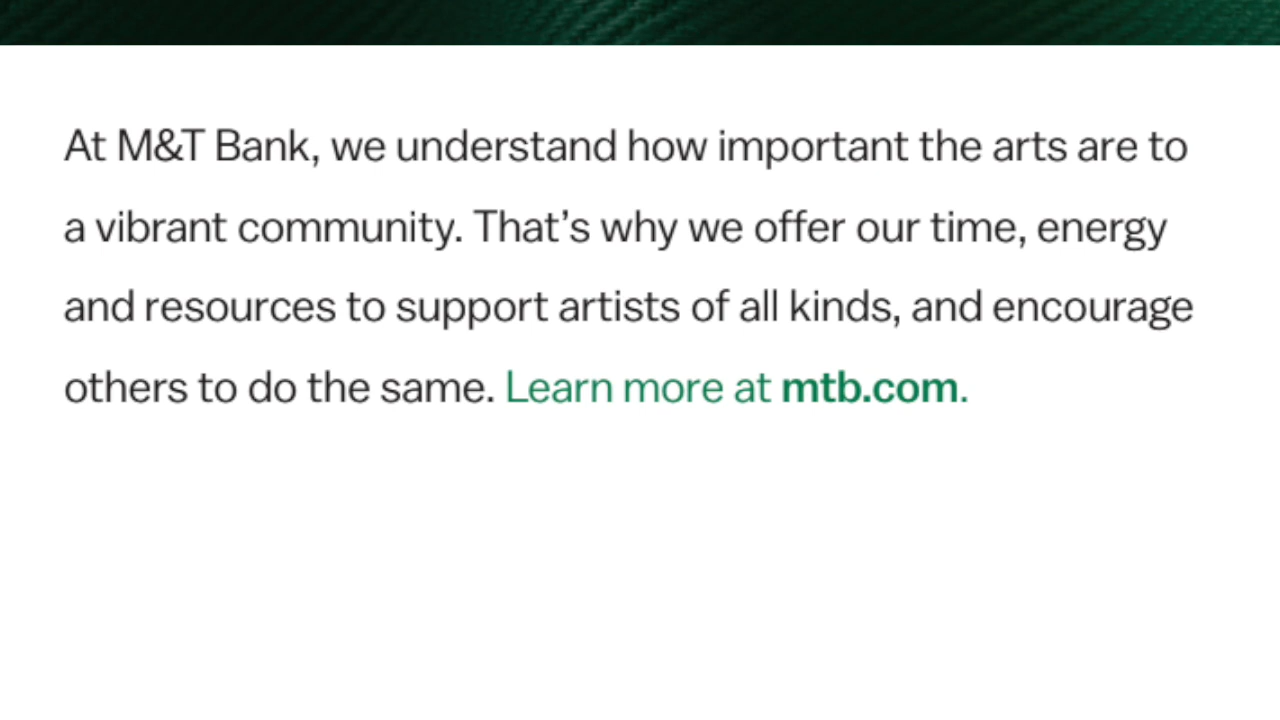 At M&T Bank, we understand how important the arts are to
a vibrant community. That’s why we offer our time, energy
and resources to support artists of all kinds, and encourage
others to do the same. Learn more at mtb.com.